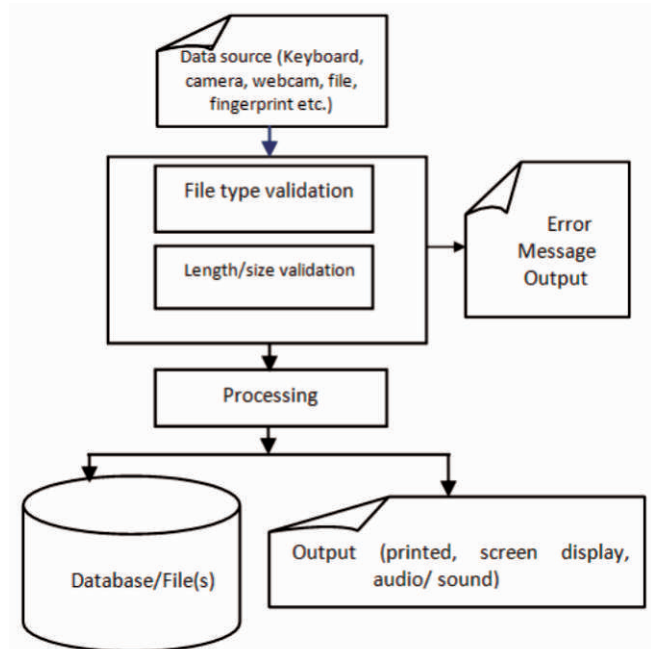 Data source (Keyboard,
camera, webcam, file,
fingerprint etc.)
File type validation
Length/size validation
Error
Message
Output
Processing
Database/File(s)
Output (printed, screen display,
audio/ sound)